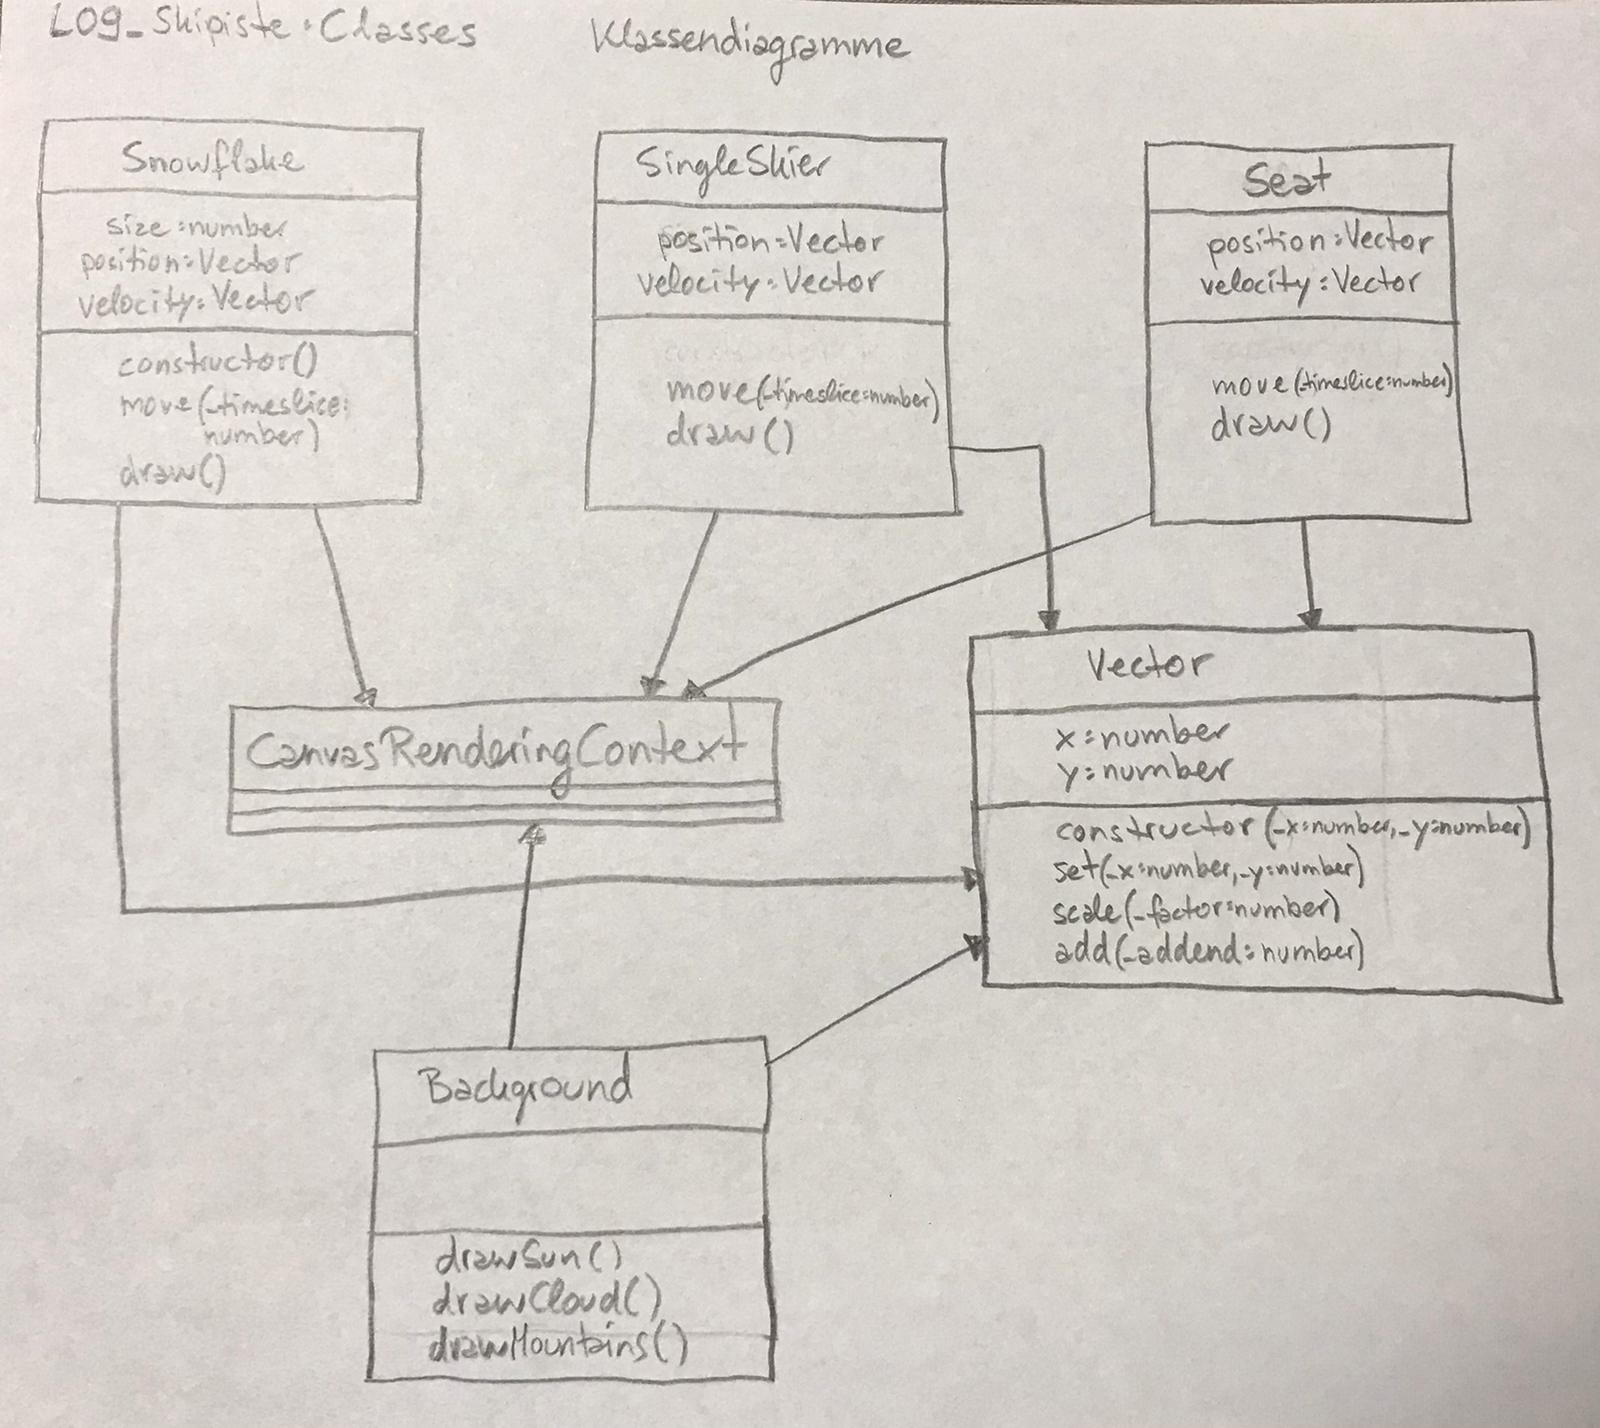 L09_Skipiste: Classes
Klassendiagramme
Snowflake
size: number
position: Vector
velocity: Vector
constructor()
move(_timeslice:
number)
draw()
SingleSkier
position: Vector
velocity: Vector
move(_timeslice: number)
draw()
Seat
position: Vector
velocity: Vector
move(_timeslice: number)
draw()
CanvasRenderingContext
Vector
x: number
y: number
constructor(_x: number, _y: number)
set(_x: number, _y: number)
scale(_factor: number)
add(_addend: number)
Background
drawSun()
drawCloud()
drawMountains()